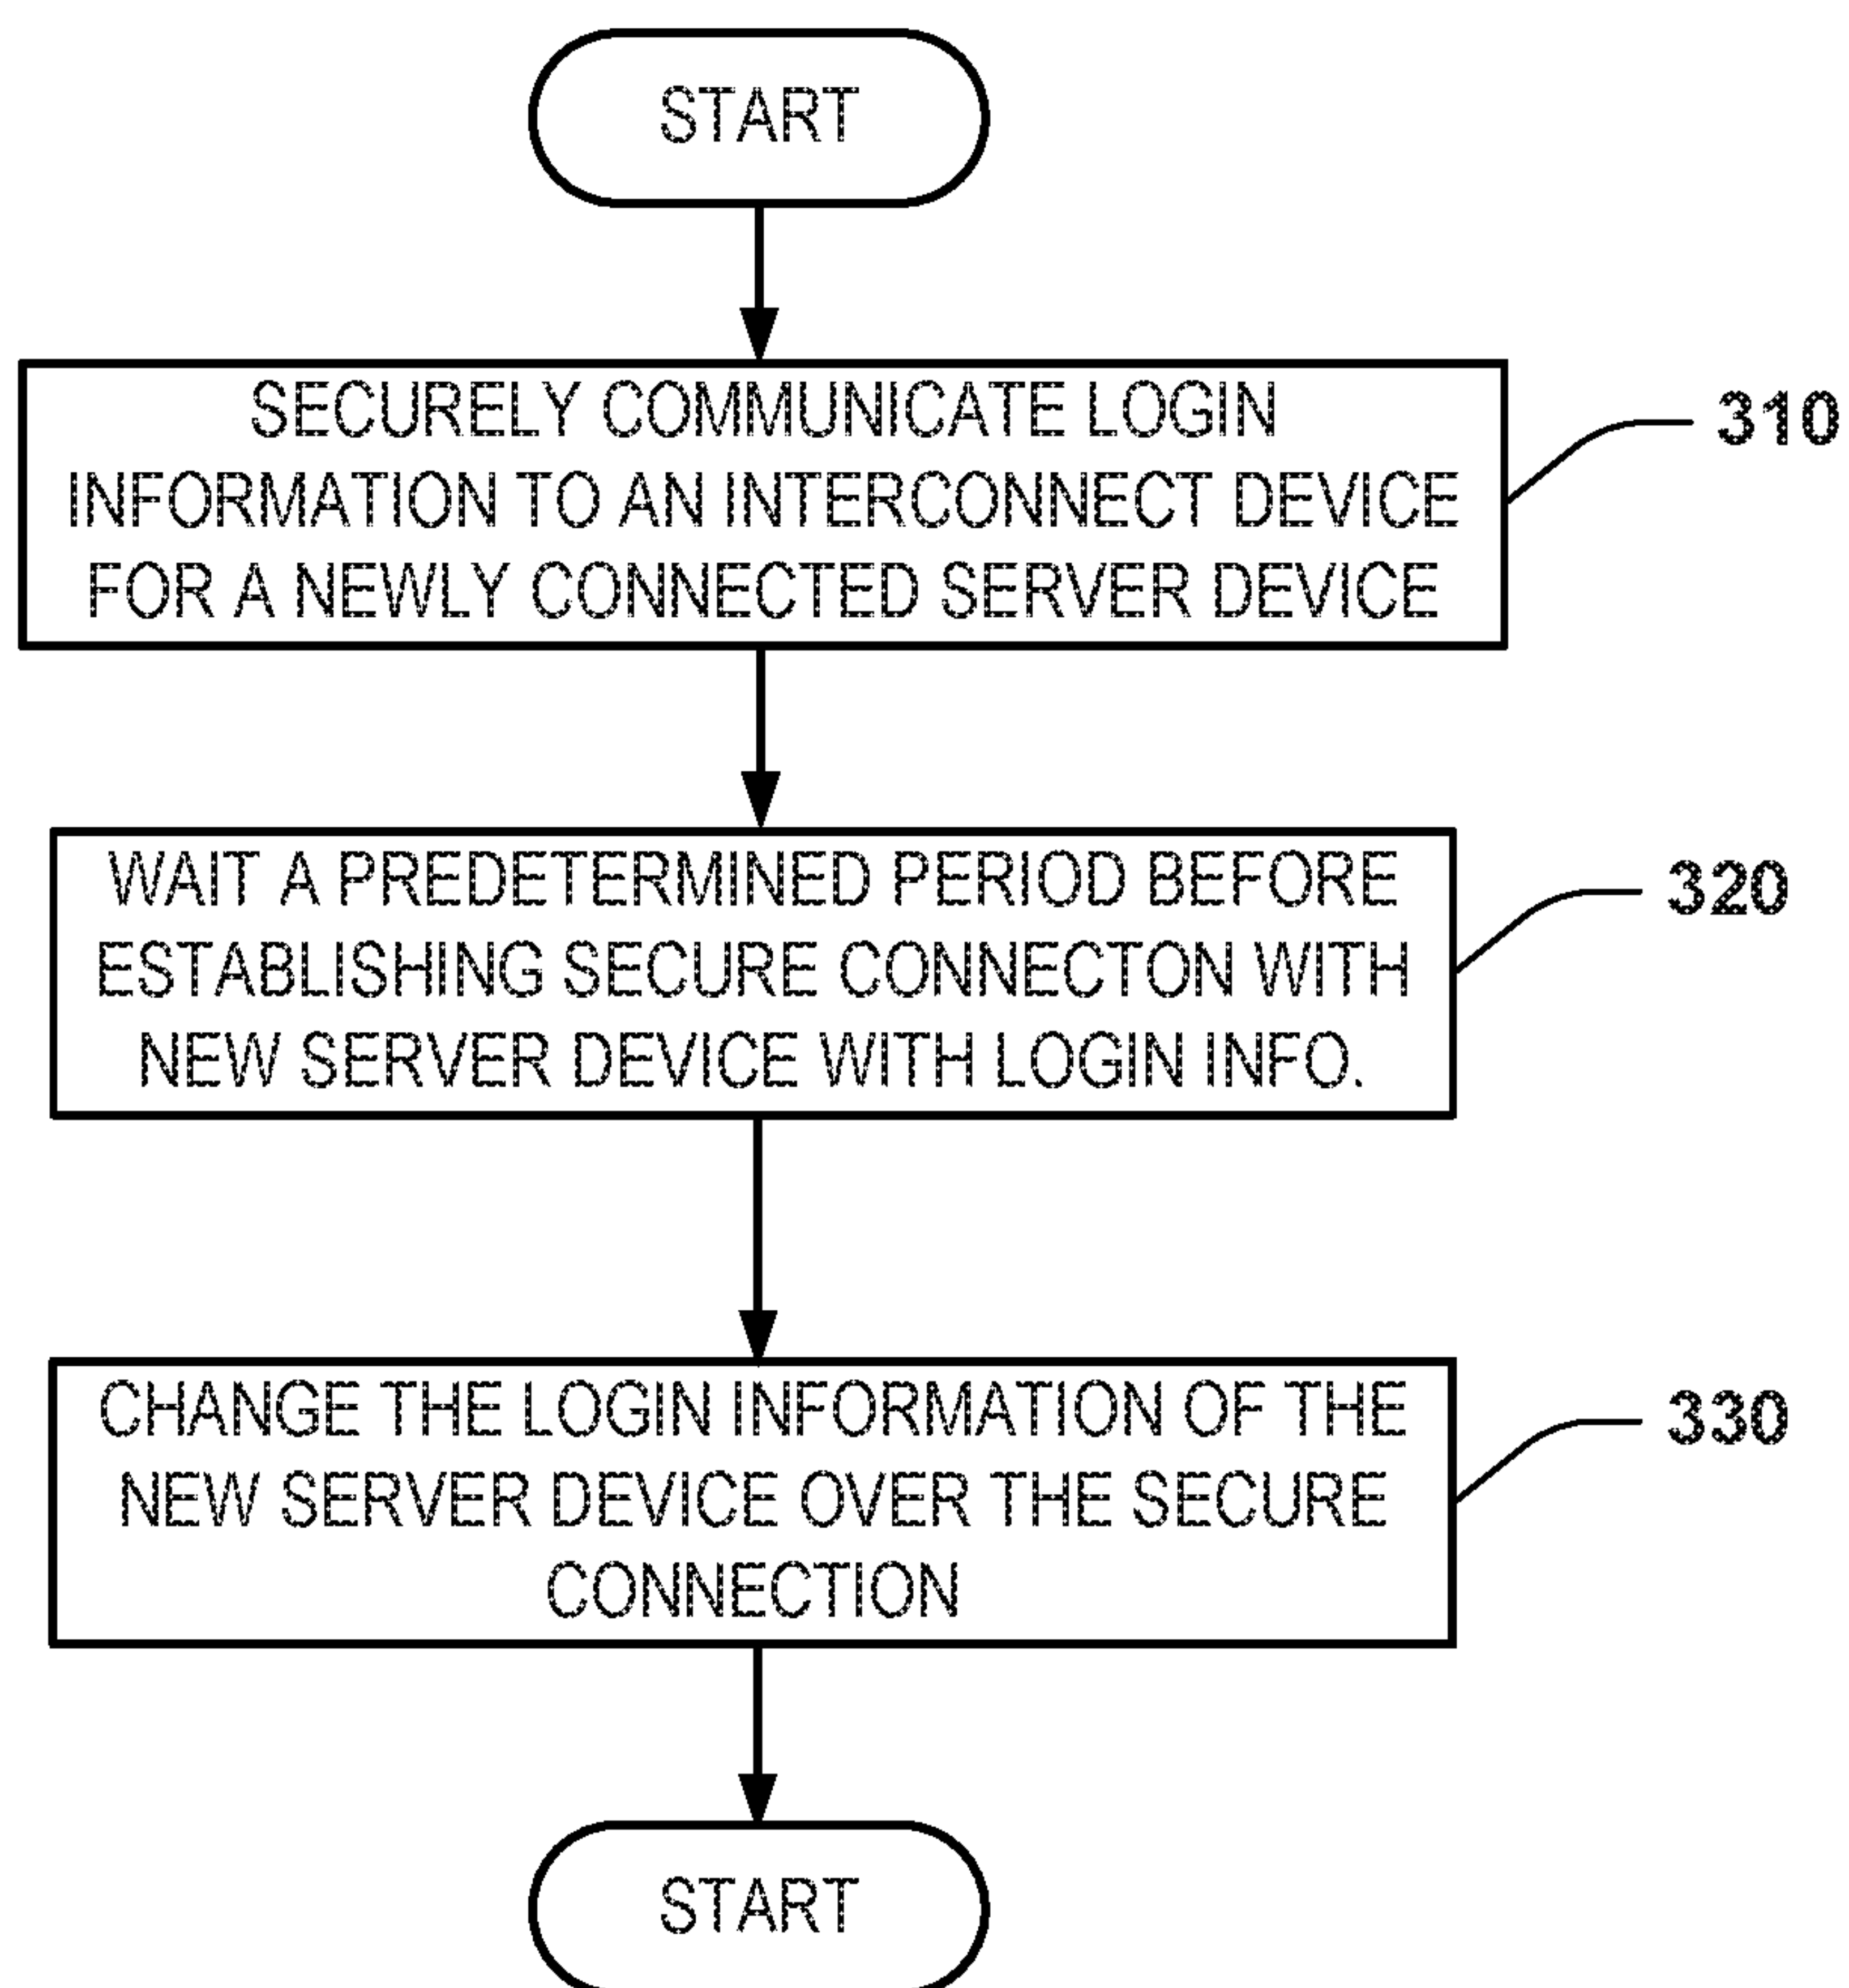 START
SECURELY COMMUNICATE LOGIN
INFORMATION TO AN INTERCONNECT DEVICE
FOR A NEWLY CONNECTED SERVER DEVICE
310
WAIT A PREDETERMINED PERIOD BEFORE
ESTABLISHING SECURE CONNECTON WITH
NEW SERVER DEVICE WITH LOGIN INFO.
320
CHANGE THE LOGIN INFORMATION OF THE
NEW SERVER DEVICE OVER THE SECURE
CONNECTION
330
START